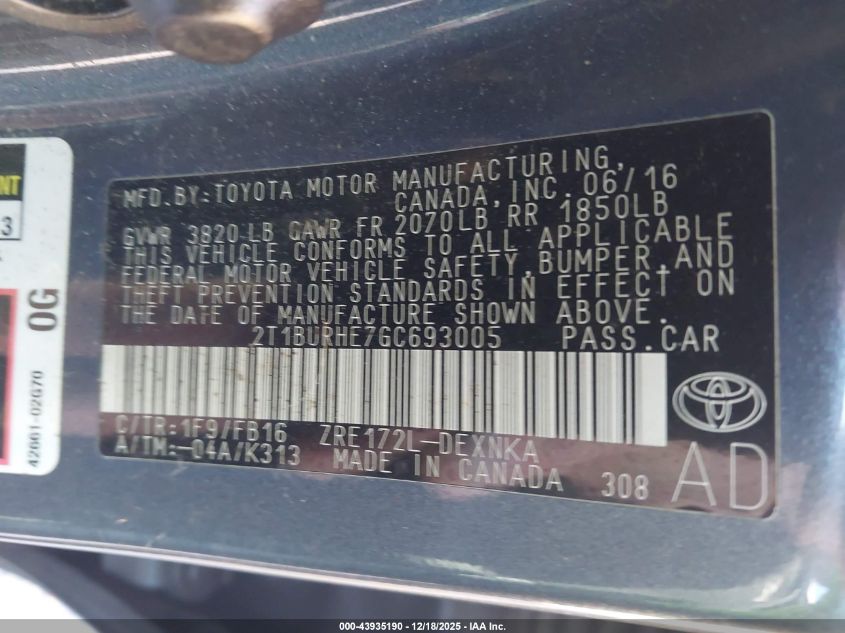 MFD. BY: TOYOTA MOTOR MANUFACTURING,
CANADA, INC. 06/16
GVWR 3820 LB GAWR FR 2070LB, RR 1850LB
THIS VEHICLE CONFORMS TO ALL APPLICABLE
FEDERAL MOTOR VEHICLE SAFETY, BUMPER, AND
THEFT PREVENTION STANDARDS IN EFFECT ON
THE DATE OF MANUFACTURE SHOWN ABOVE.
2T1BURHE7GC693005 PASS.CAR
C/TR: 1F9/FB16 ZRE172L-DEXNKA
A/TM: -04A/K313 MADE IN CANADA 308
AD
0G
42661-02G70
000-43935190 - 12/18/2025 - IAA Inc.